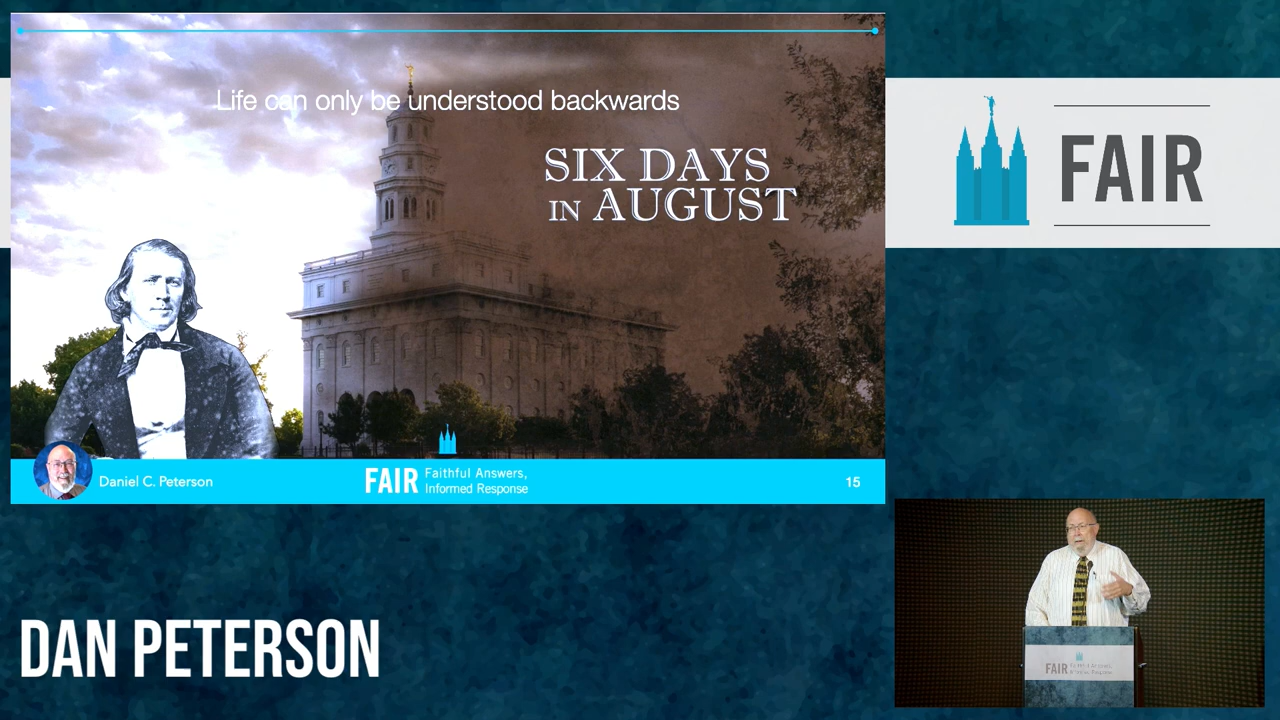 Life can only be understood backwards
SIX DAYS
IN AUGUST
FAIR
Daniel C. Peterson
FAIR
Faithful Answers,
Informed Response
15
DAN PETERSON
FAIR